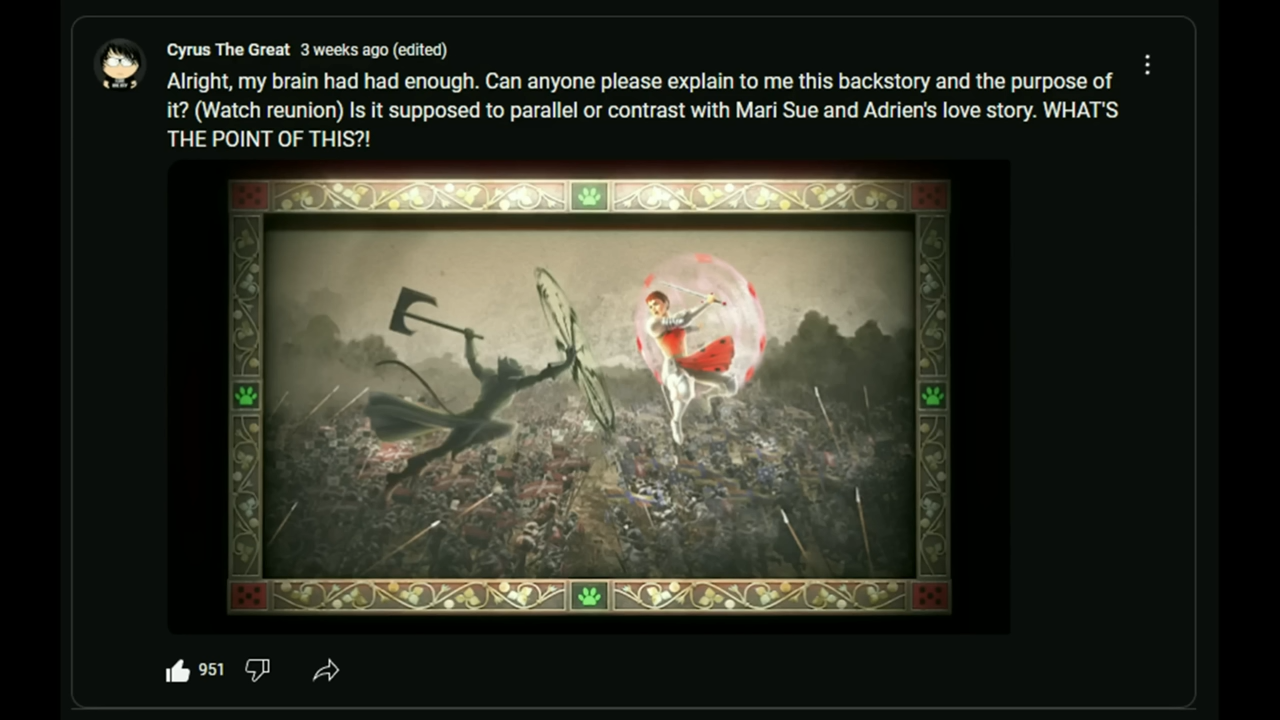 Cyrus The Great 3 weeks ago (edited)
Alright, my brain had had enough. Can anyone please explain to me this backstory and the purpose of
it? (Watch reunion) Is it supposed to parallel or contrast with Mari Sue and Adrien's love story. WHAT'S
THE POINT OF THIS?!
951